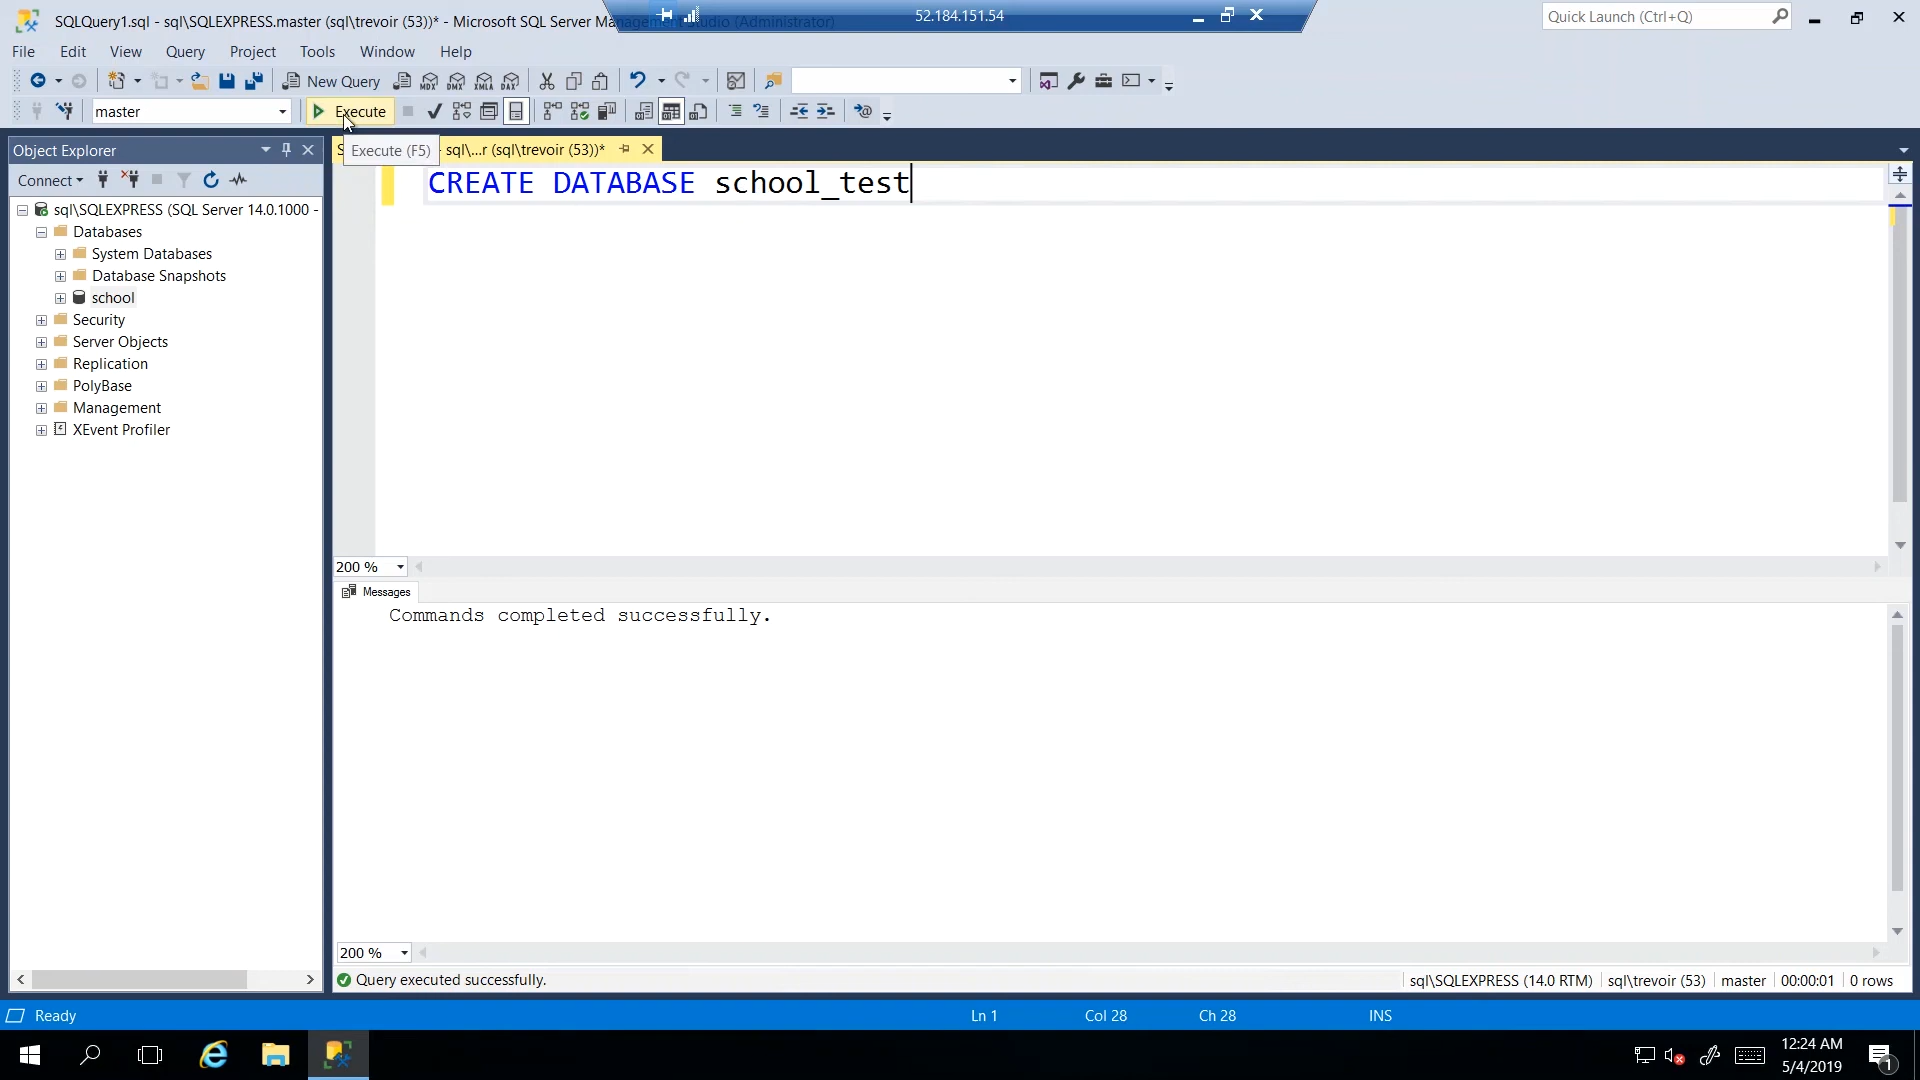 SQLQuery1.sql - sql\SQLEXPRESS.master (sql\trevoir (53))* - Microsoft SQL Server Management Studio (Administrator)
52.184.151.54
Quick Launch (Ctrl+Q)
File Edit View Query Project Tools Window Help
New Query
MDX DMX XMLA DAX
master
Execute
Object Explorer
Execute (F5)
S
sql\...r (sql\trevoir (53))*
Connect
CREATE DATABASE school_test
sql\SQLEXPRESS (SQL Server 14.0.1000 -
Databases
System Databases
Database Snapshots
school
Security
Server Objects
Replication
PolyBase
Management
XEvent Profiler
200 %
Messages
Commands completed successfully.
200 %
Query executed successfully.
sql\SQLEXPRESS (14.0 RTM) sql\trevoir (53) master 00:00:01 0 rows
Ready
Ln 1 Col 28 Ch 28 INS
12:24 AM
5/4/2019
1